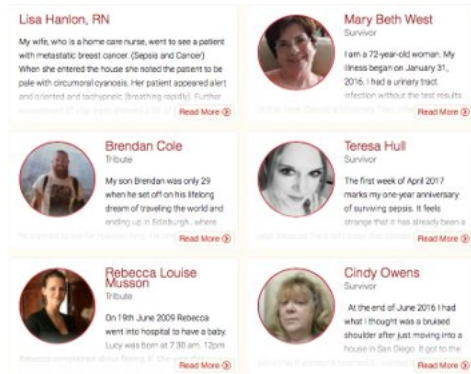 Lisa Hanlon, RN
My wife, who is a home care nurse, went to see a patient
with metastatic breast cancer. (Sepsis and Cancer)
When she entered the house she noted the patient to be
pale with circumoral cyanosis. Her patient appeared alert
and oriented and tachypneic (breathing rapidly). Further
Read More
Mary Beth West
Survivor
I am a 72-year-old woman. My
illness began on January 31,
2016. I had a urinary tract
infection without the test results
Read More
Brendan Cole
Tribute
My son Brendan was only 29
when he set off on his lifelong
dream of traveling the world and
ending up in Edinburgh, where
Read More
Teresa Hull
Survivor
The first week of April 2017
marks my one-year anniversary
of surviving sepsis. It feels
strange that it has already been a
Read More
Rebecca Louise
Musson
Tribute
On 19th June 2009 Rebecca
went into hospital to have a baby.
Lucy was born at 7.30 am. 12pm
Rebecca complained about feeling ill.
Read More
Cindy Owens
Survivor
At the end of June 2016 I had
what I thought was a bruised
shoulder after just moving into a
house in San Diego. It got to the
Read More